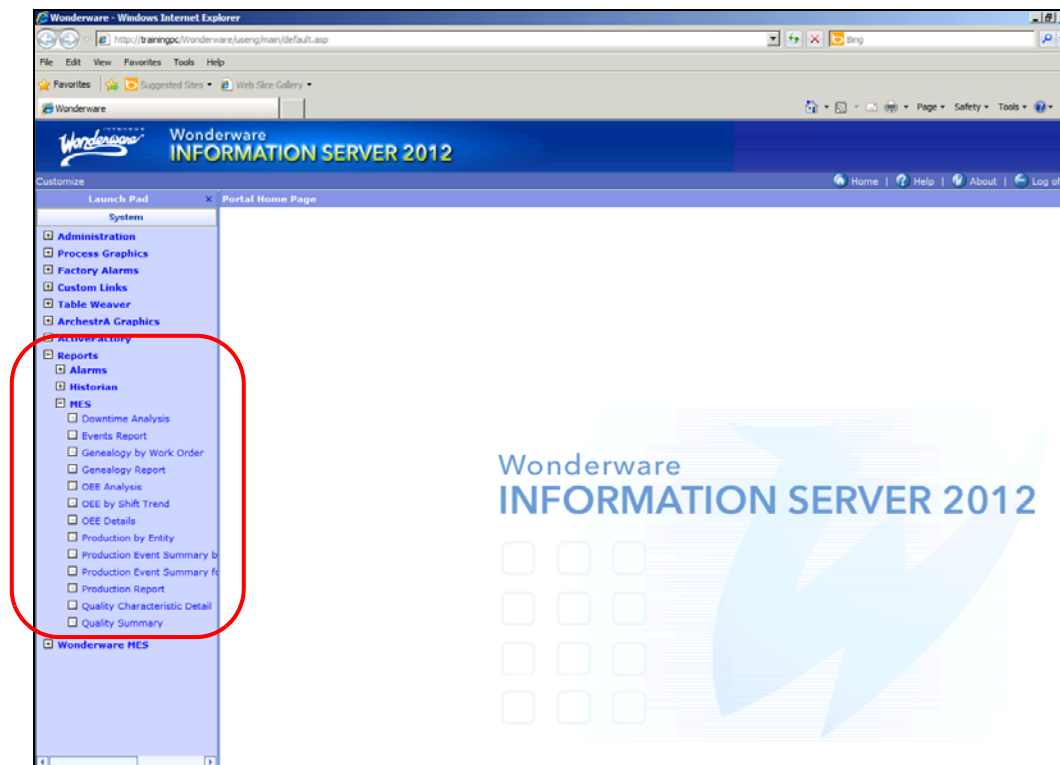 Wonderware - Windows Internet Explorer
http://trainingpc/Wonderware/useng/main/default.asp
Bing
File Edit View Favorites Tools Help
Favorites Suggested Sites Web Slice Gallery
Wonderware
Page Safety Tools
invensys
Wonderware
Wonderware
INFORMATION SERVER 2012
Customize
Home | Help | About | Log of
Launch Pad × Portal Home Page
System
Administration
Process Graphics
Factory Alarms
Custom Links
Table Weaver
ArchestrA Graphics
ActiveFactory
Reports
Alarms
Historian
MES
Downtime Analysis
Events Report
Genealogy by Work Order
Genealogy Report
OEE Analysis
OEE by Shift Trend
OEE Details
Production by Entity
Production Event Summary b
Production Event Summary fo
Production Report
Quality Characteristic Detail
Quality Summary
Wonderware MES
Wonderware
INFORMATION SERVER 2012